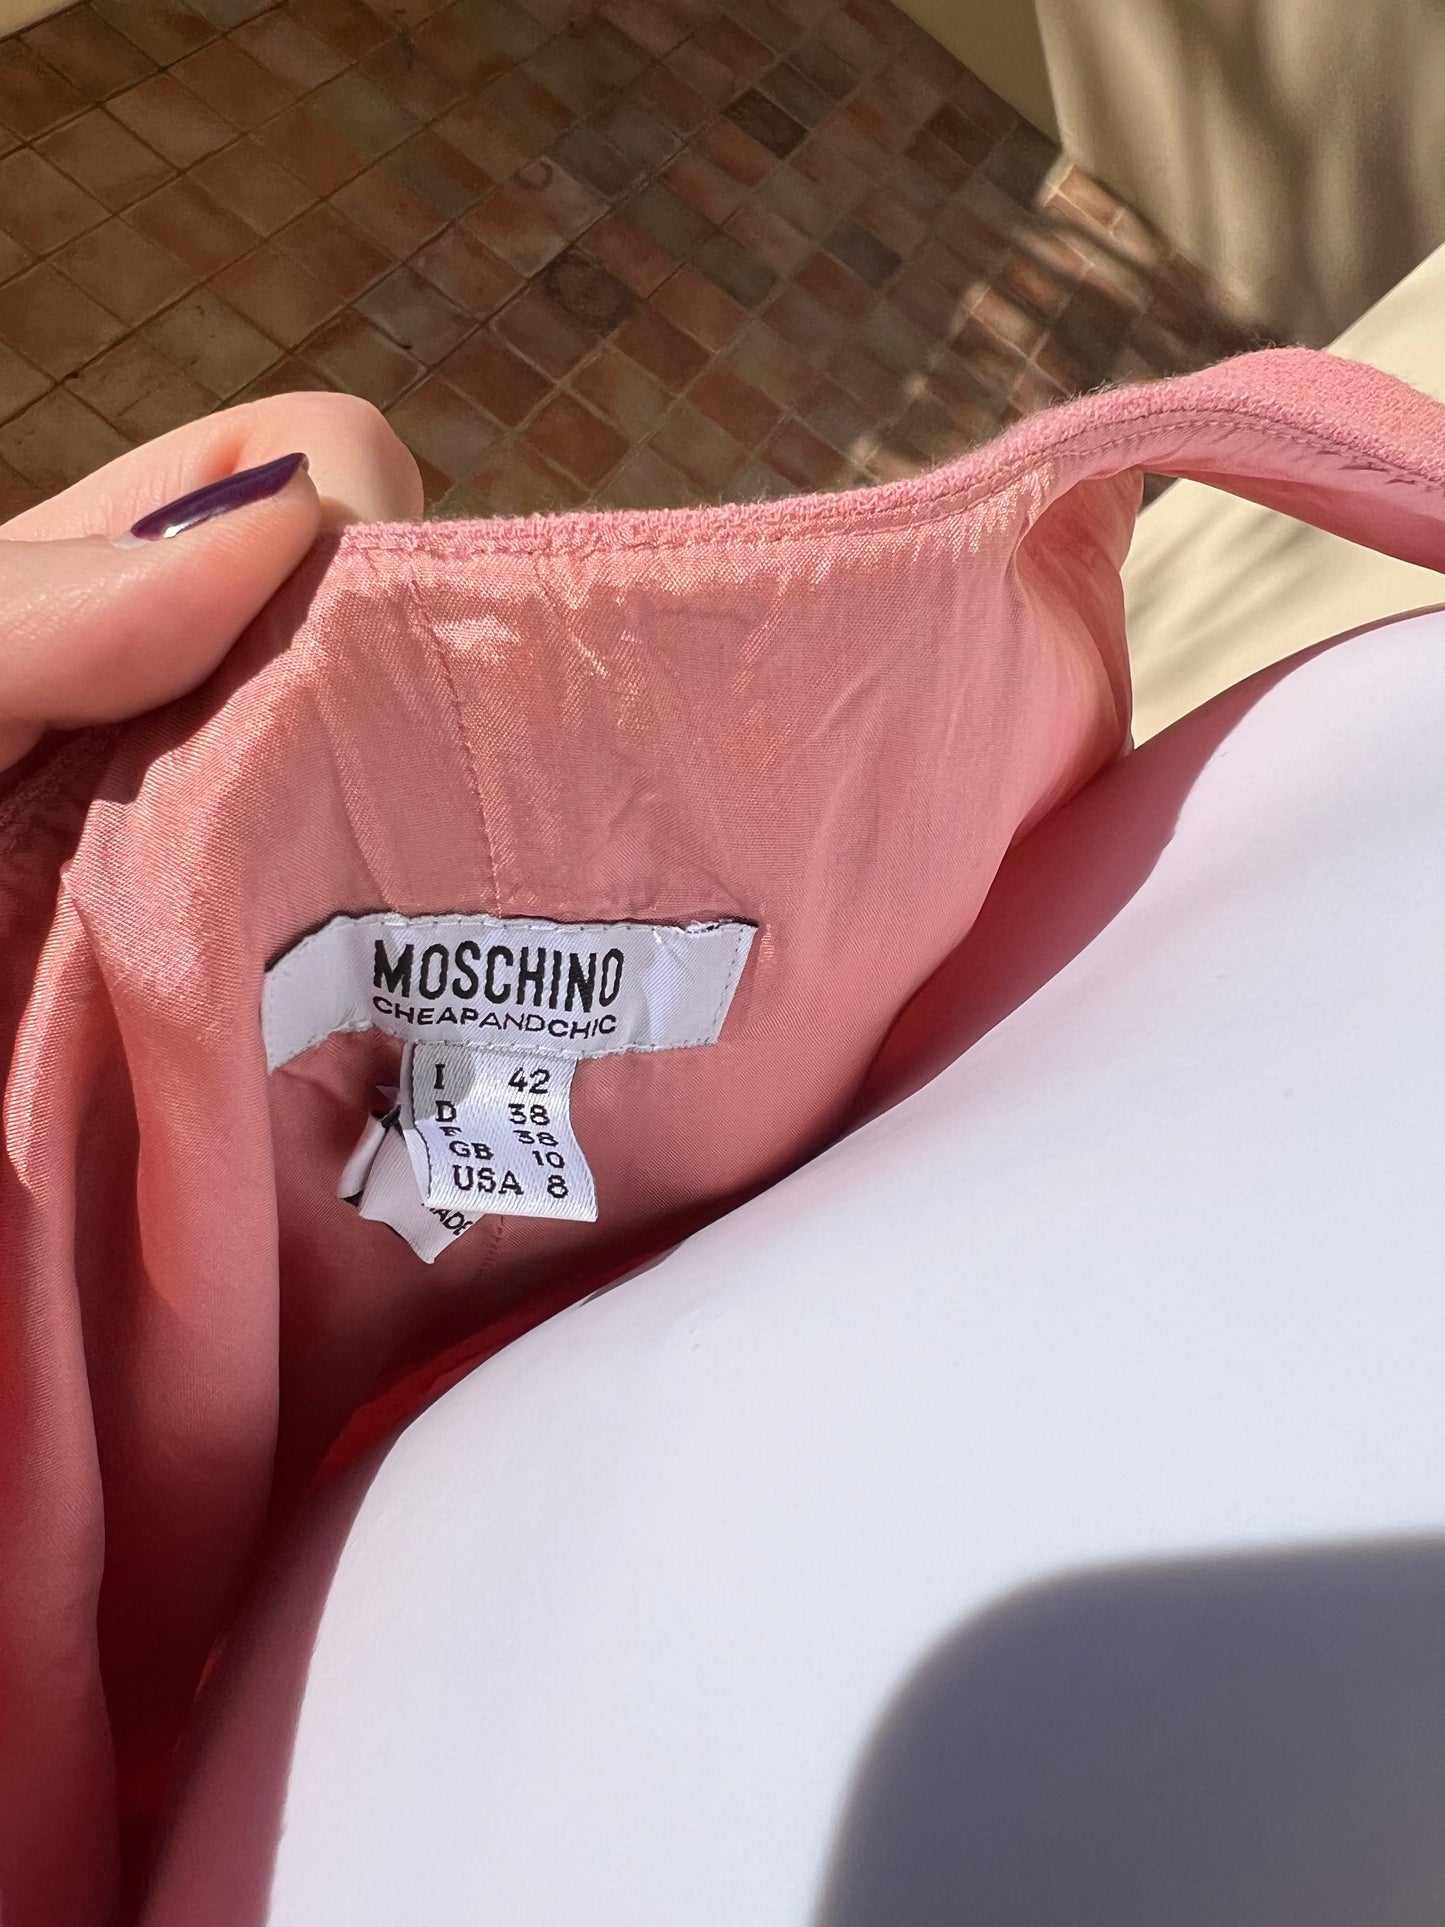 MOSCHINO
CHEAPANDCHIC
I 42
D 38
F 38
GB 10
USA 8